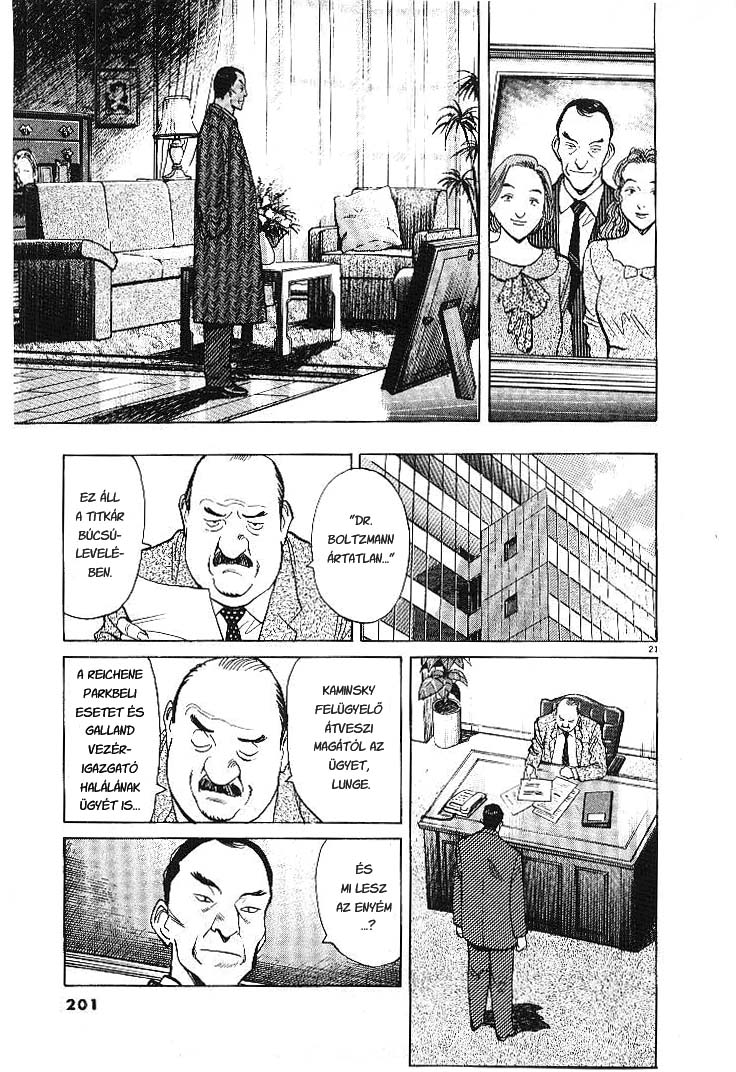 "DR.
BOLTZMANN
ÁRTATLAN..."
EZ ÁLL
A TITKÁR
BÚCSÚ-
LEVELÉ-
BEN.
21
KAMINSKY
FELÜGYELŐ
ÁTVESZI
MAGÁTÓL AZ
ÜGYET,
LUNGE.
A REICHENE
PARKBELI
ESETET ÉS
GALLAND
VEZÉR-
IGAZGATÓ
HALÁLÁNAK
ÜGYÉT IS...
ÉS
MI LESZ
AZ ENYÉM
...?
201